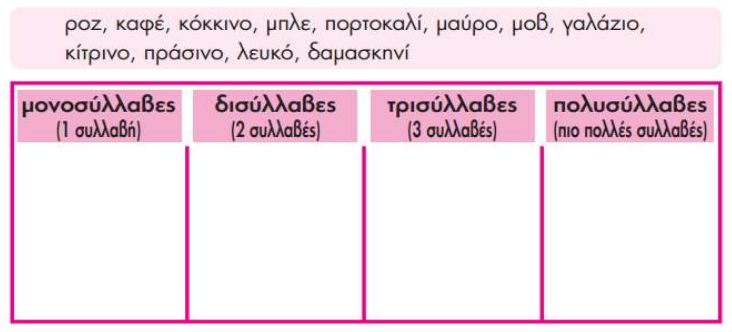 ροζ, καφέ, κόκκινο, μπλε, πορτοκαλί, μαύρο, μοβ, γαλάζιο,
κίτρινο, πράσινο, λευκό, δαμασκηνί
μονοσύλλαβες δισύλλαβες τρισύλλαβες πολυσύλλαβες
(1 συλλαβή) (2 συλλαβές) (3 συλλαβές) (πιο πολλές συλλαβές)